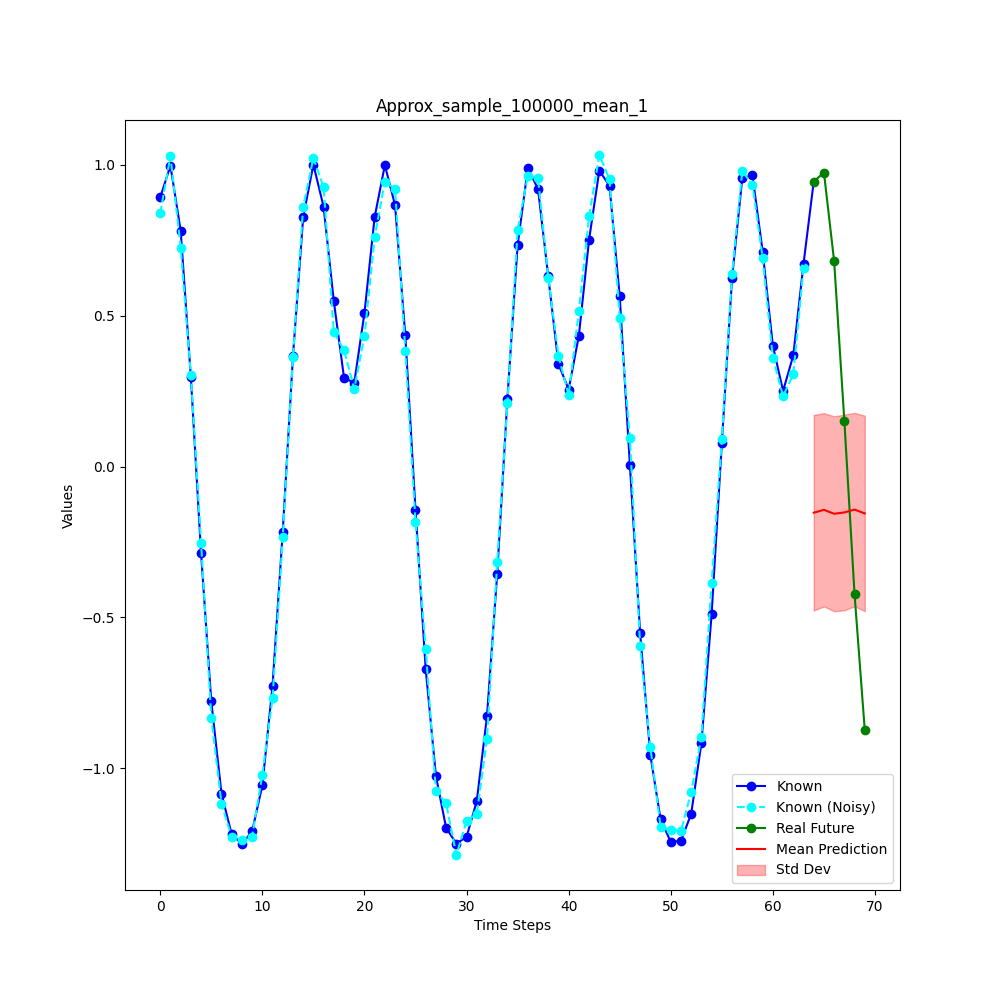 Approx_sample_100000_mean_1
1.0
0.5
0.0
−0.5
−1.0
Values
0 10 20 30 40 50 60 70
Time Steps
Known
Known (Noisy)
Real Future
Mean Prediction
Std Dev